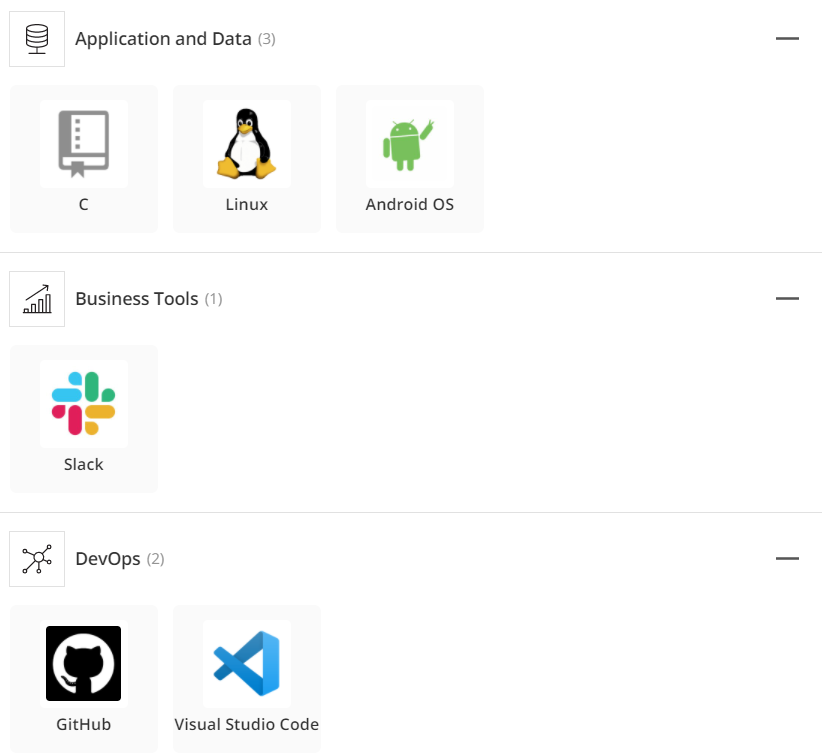 Application and Data (3)
C
Linux
Android OS
Business Tools (1)
Slack
DevOps (2)
GitHub
Visual Studio Code